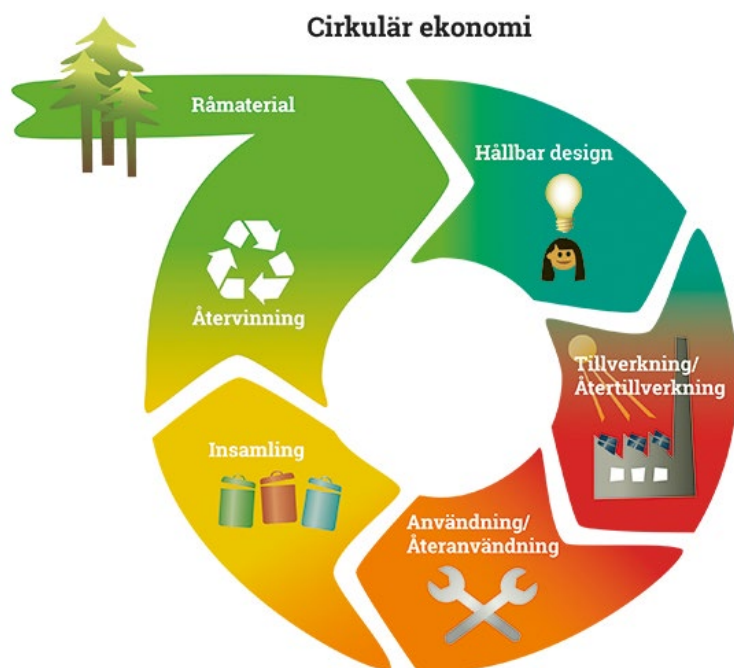 Cirkulär ekonomi
Råmaterial
Hållbar design
Tillverkning/
Återtillverkning
Användning/
Återanvändning
Insamling
Återvinning